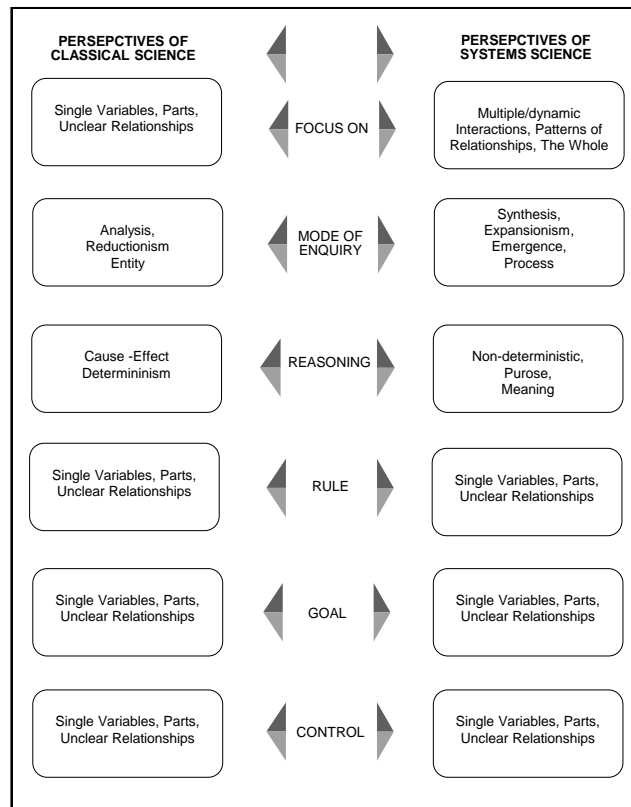 PERSEPCTIVES OF
CLASSICAL SCIENCE
PERSEPCTIVES OF
SYSTEMS SCIENCE
Single Variables, Parts,
Unclear Relationships
FOCUS ON
Multiple/dynamic
Interactions, Patterns of
Relationships, The Whole
Analysis,
Reductionism
Entity
MODE OF
ENQUIRY
Synthesis,
Expansionism,
Emergence,
Process
Cause -Effect
Determininism
REASONING
Non-deterministic,
Purose,
Meaning
Single Variables, Parts,
Unclear Relationships
RULE
Single Variables, Parts,
Unclear Relationships
Single Variables, Parts,
Unclear Relationships
GOAL
Single Variables, Parts,
Unclear Relationships
Single Variables, Parts,
Unclear Relationships
CONTROL
Single Variables, Parts,
Unclear Relationships